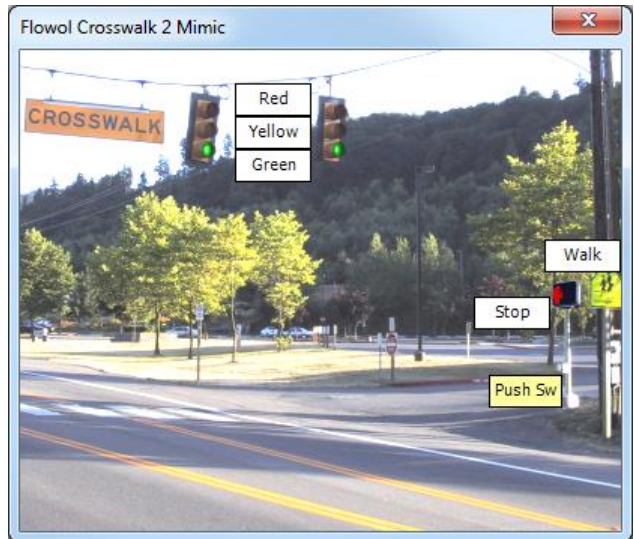 Flowol Crosswalk 2 Mimic
CROSSWALK
Red
Yellow
Green
Walk
Stop
Push Sw